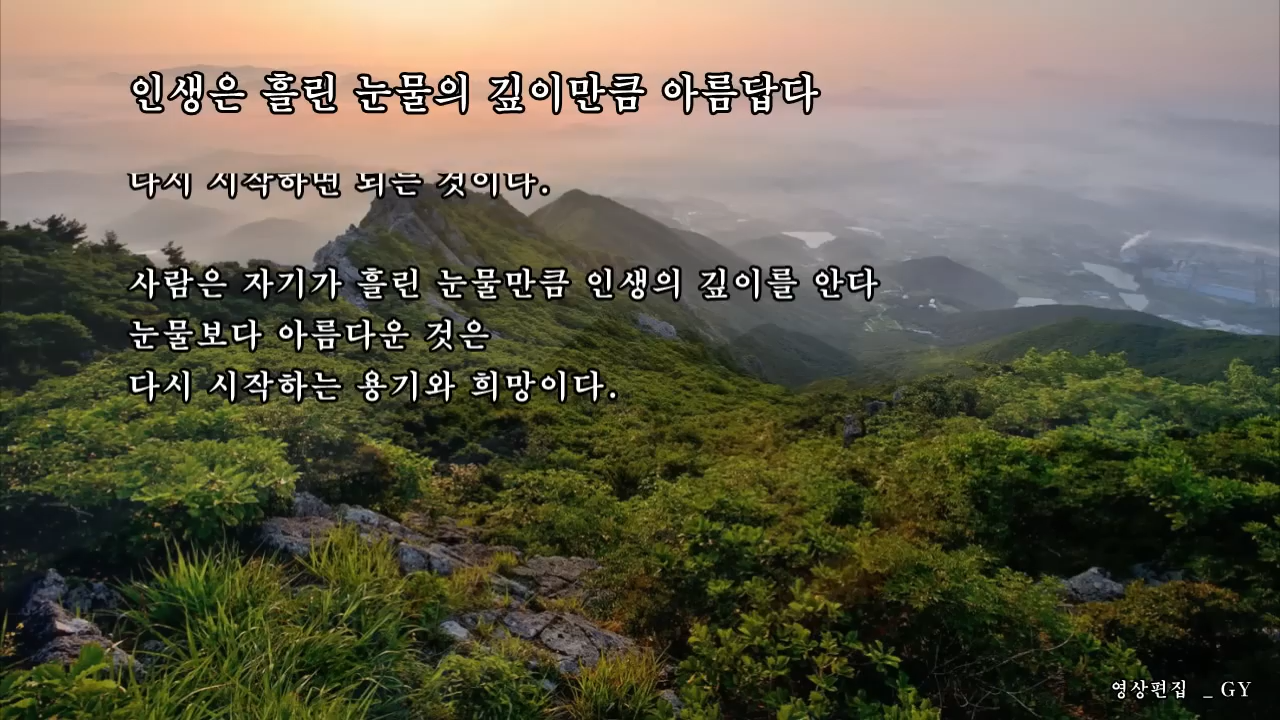 인생은 흘린 눈물의 깊이만큼 아름답다
다시 시작하면 되는 것이다.
사람은 자기가 흘린 눈물만큼 인생의 깊이를 안다
눈물보다 아름다운 것은
다시 시작하는 용기와 희망이다.
영상편집 _ GY